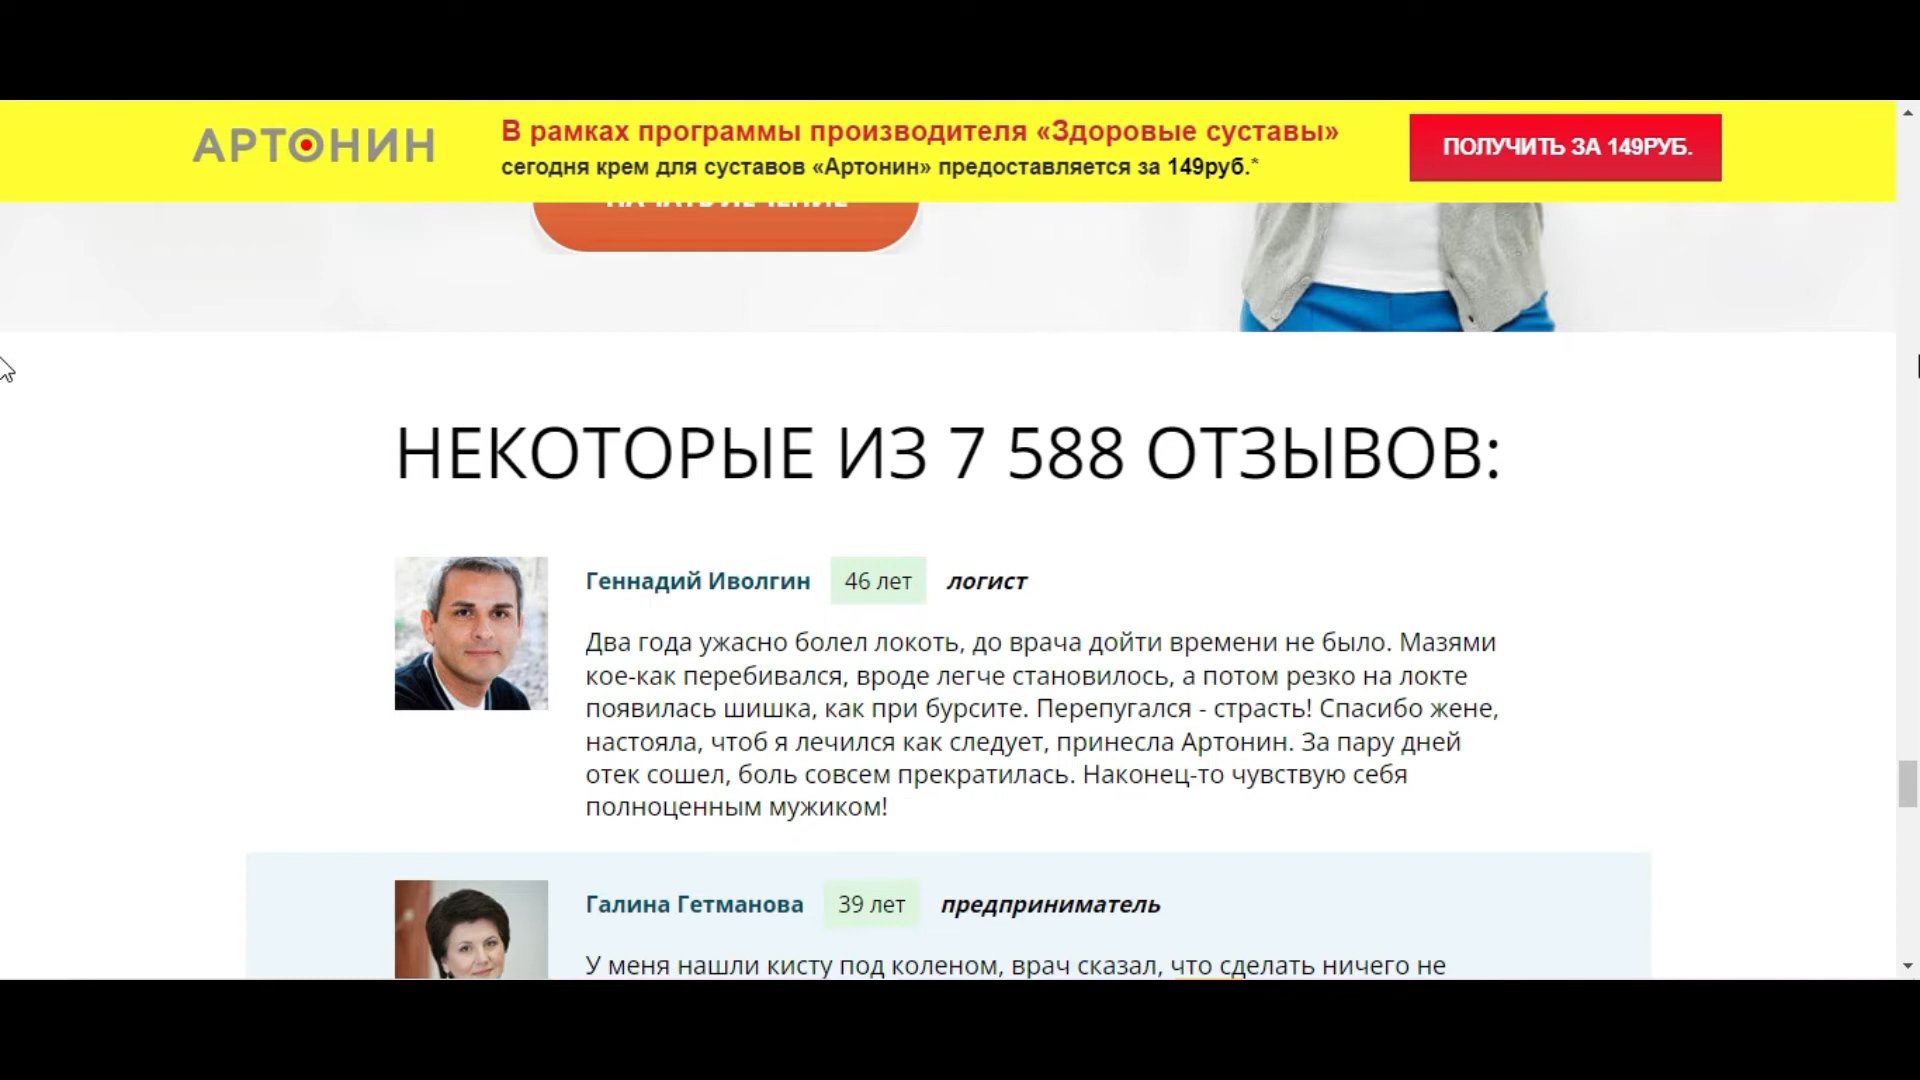 АРТОНИН
В рамках программы производителя «Здоровые суставы»
сегодня крем для суставов «Артонин» предоставляется за 149руб.*
ПОЛУЧИТЬ ЗА 149РУБ.
НАЧАТЬ ЛЕЧЕНИЕ
НЕКОТОРЫЕ ИЗ 7 588 ОТЗЫВОВ:
Геннадий Иволгин 46 лет логист
Два года ужасно болел локоть, до врача дойти времени не было. Мазями
кое-как перебивался, вроде легче становилось, а потом резко на локте
появилась шишка, как при бурсите. Перепугался - страсть! Спасибо жене,
настояла, чтоб я лечился как следует, принесла Артонин. За пару дней
отек сошел, боль совсем прекратилась. Наконец-то чувствую себя
полноценным мужиком!
Галина Гетманова 39 лет предприниматель
У меня нашли кисту под коленом, врач сказал, что сделать ничего не